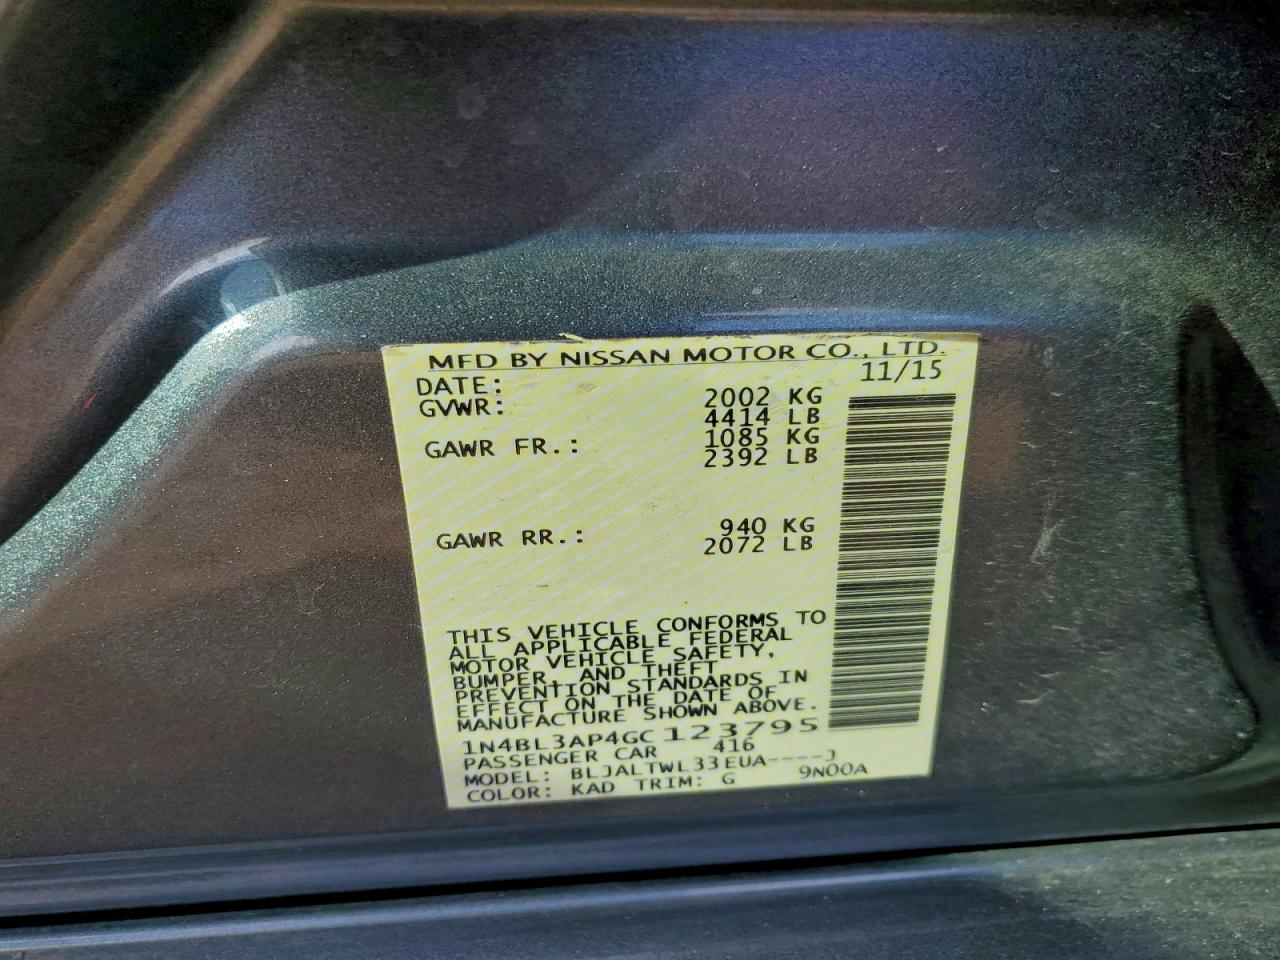 MFD BY NISSAN MOTOR CO., LTD.
DATE: 11/15
GVWR: 2002 KG
4414 LB
GAWR FR.: 1085 KG
2392 LB
GAWR RR.: 940 KG
2072 LB
THIS VEHICLE CONFORMS TO
ALL APPLICABLE FEDERAL
MOTOR VEHICLE SAFETY,
BUMPER, AND THEFT
PREVENTION STANDARDS IN
EFFECT ON THE DATE OF
MANUFACTURE SHOWN ABOVE.
1N4BL3AP4GC123795
PASSENGER CAR 416
MODEL: BLJALTWL33EUA----J
COLOR: KAD TRIM: G 9N00A